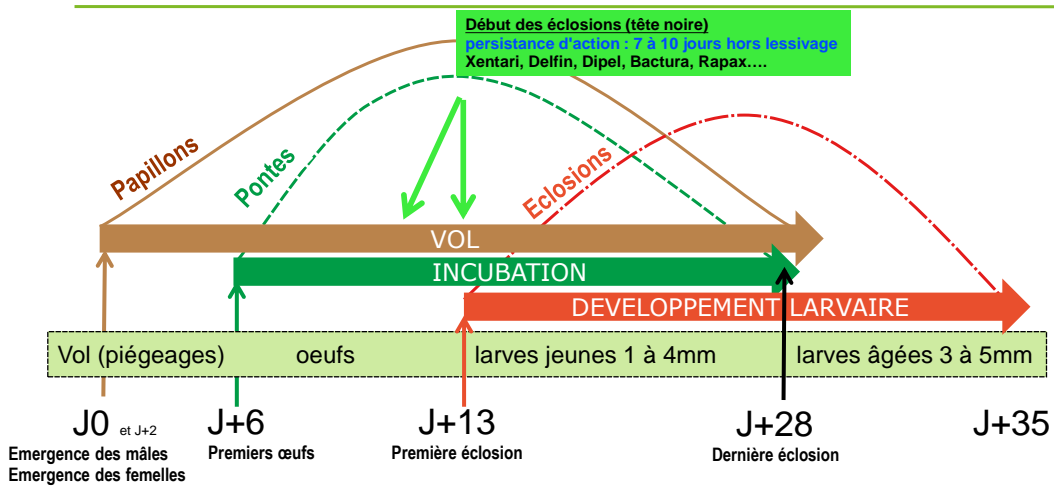 Début des éclosions (tête noire)
persistance d'action : 7 à 10 jours hors lessivage
Xentari, Delfin, Dipel, Bactura, Rapax….
Papillons
Pontes
Eclosions
VOL
INCUBATION
DEVELOPPEMENT LARVAIRE
Vol (piégeages) oeufs larves jeunes 1 à 4mm larves âgées 3 à 5mm
J0 et J+2 J+6 J+13 J+28 J+35
Emergence des mâles Premiers œufs Première éclosion Dernière éclosion
Emergence des femelles